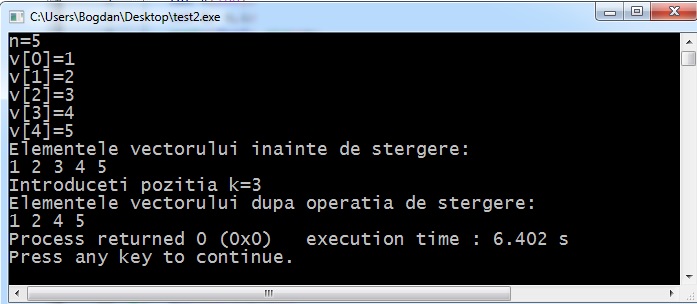 C:\Users\Bogdan\Desktop\test2.exe
n=5
v[0]=1
v[1]=2
v[2]=3
v[3]=4
v[4]=5
Elementele vectorului inainte de stergere:
1 2 3 4 5
Introduceti pozitia k=3
Elementele vectorului dupa operatia de stergere:
1 2 4 5
Process returned 0 (0x0)   execution time : 6.402 s
Press any key to continue.